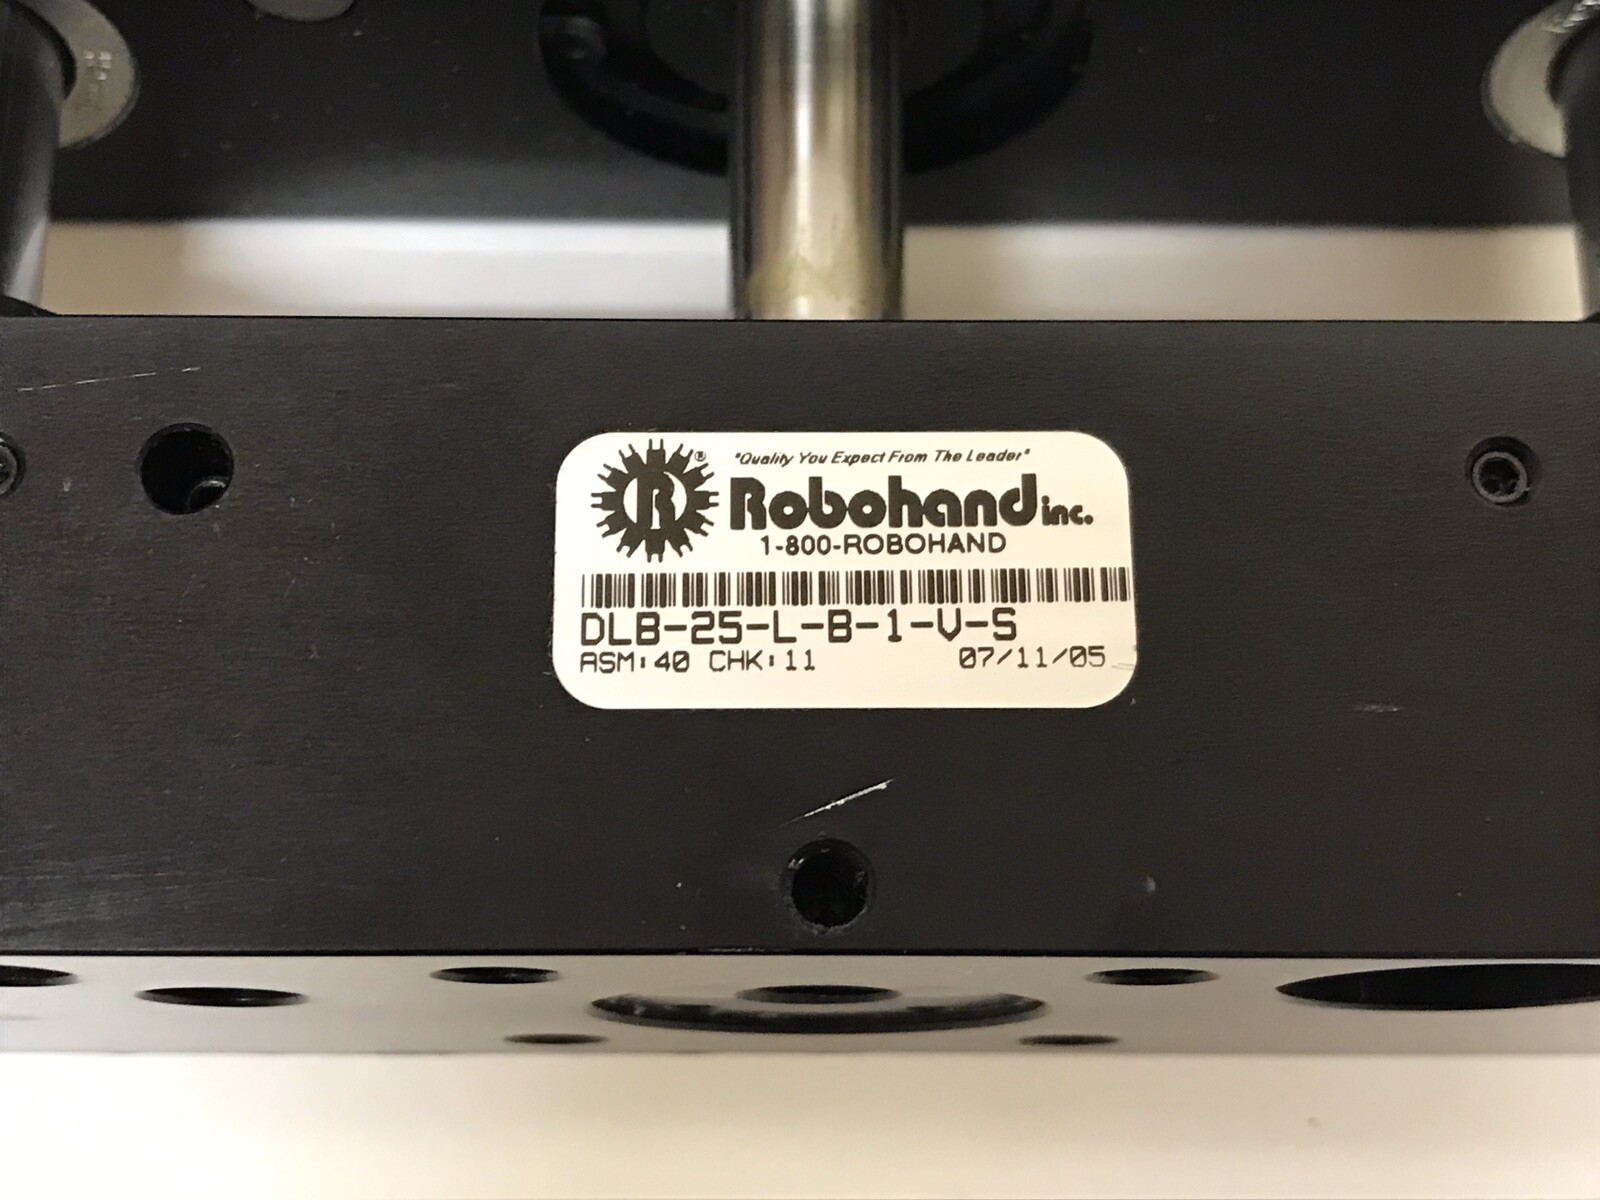 "Quality You Expect From The Leader"
R®
Robohand inc.
1-800-ROBOHAND
DLB-25-L-B-1-V-S
ASM:40 CHK:11 07/11/05